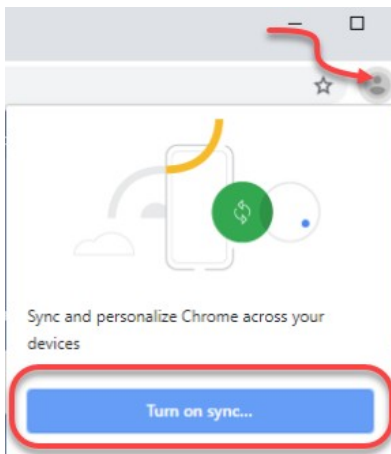 Sync and personalize Chrome across your
devices
Turn on sync...